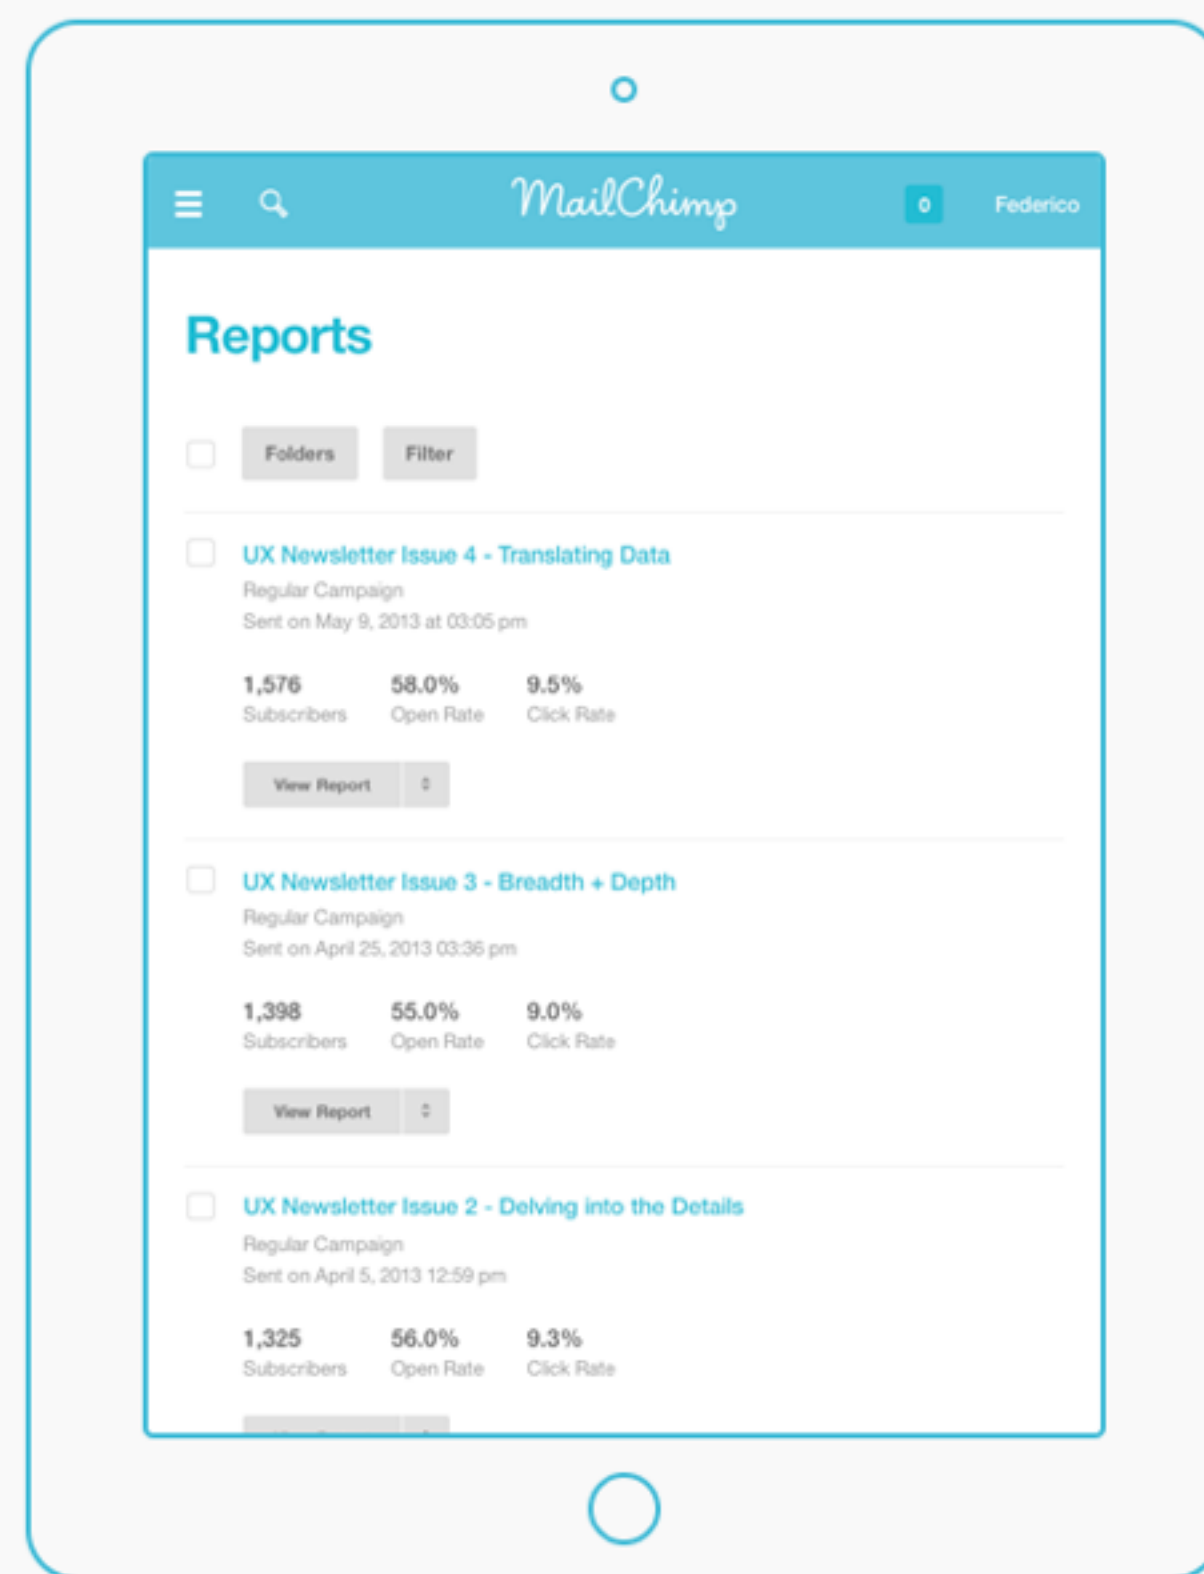 MailChimp
0
Federico
Reports
Folders
Filter
UX Newsletter Issue 4 - Translating Data
Regular Campaign
Sent on May 9, 2013 at 03:05 pm
1,576 58.0% 9.5%
Subscribers Open Rate Click Rate
View Report
UX Newsletter Issue 3 - Breadth + Depth
Regular Campaign
Sent on April 25, 2013 03:36 pm
1,398 55.0% 9.0%
Subscribers Open Rate Click Rate
View Report
UX Newsletter Issue 2 - Delving into the Details
Regular Campaign
Sent on April 5, 2013 12:59 pm
1,325 56.0% 9.3%
Subscribers Open Rate Click Rate